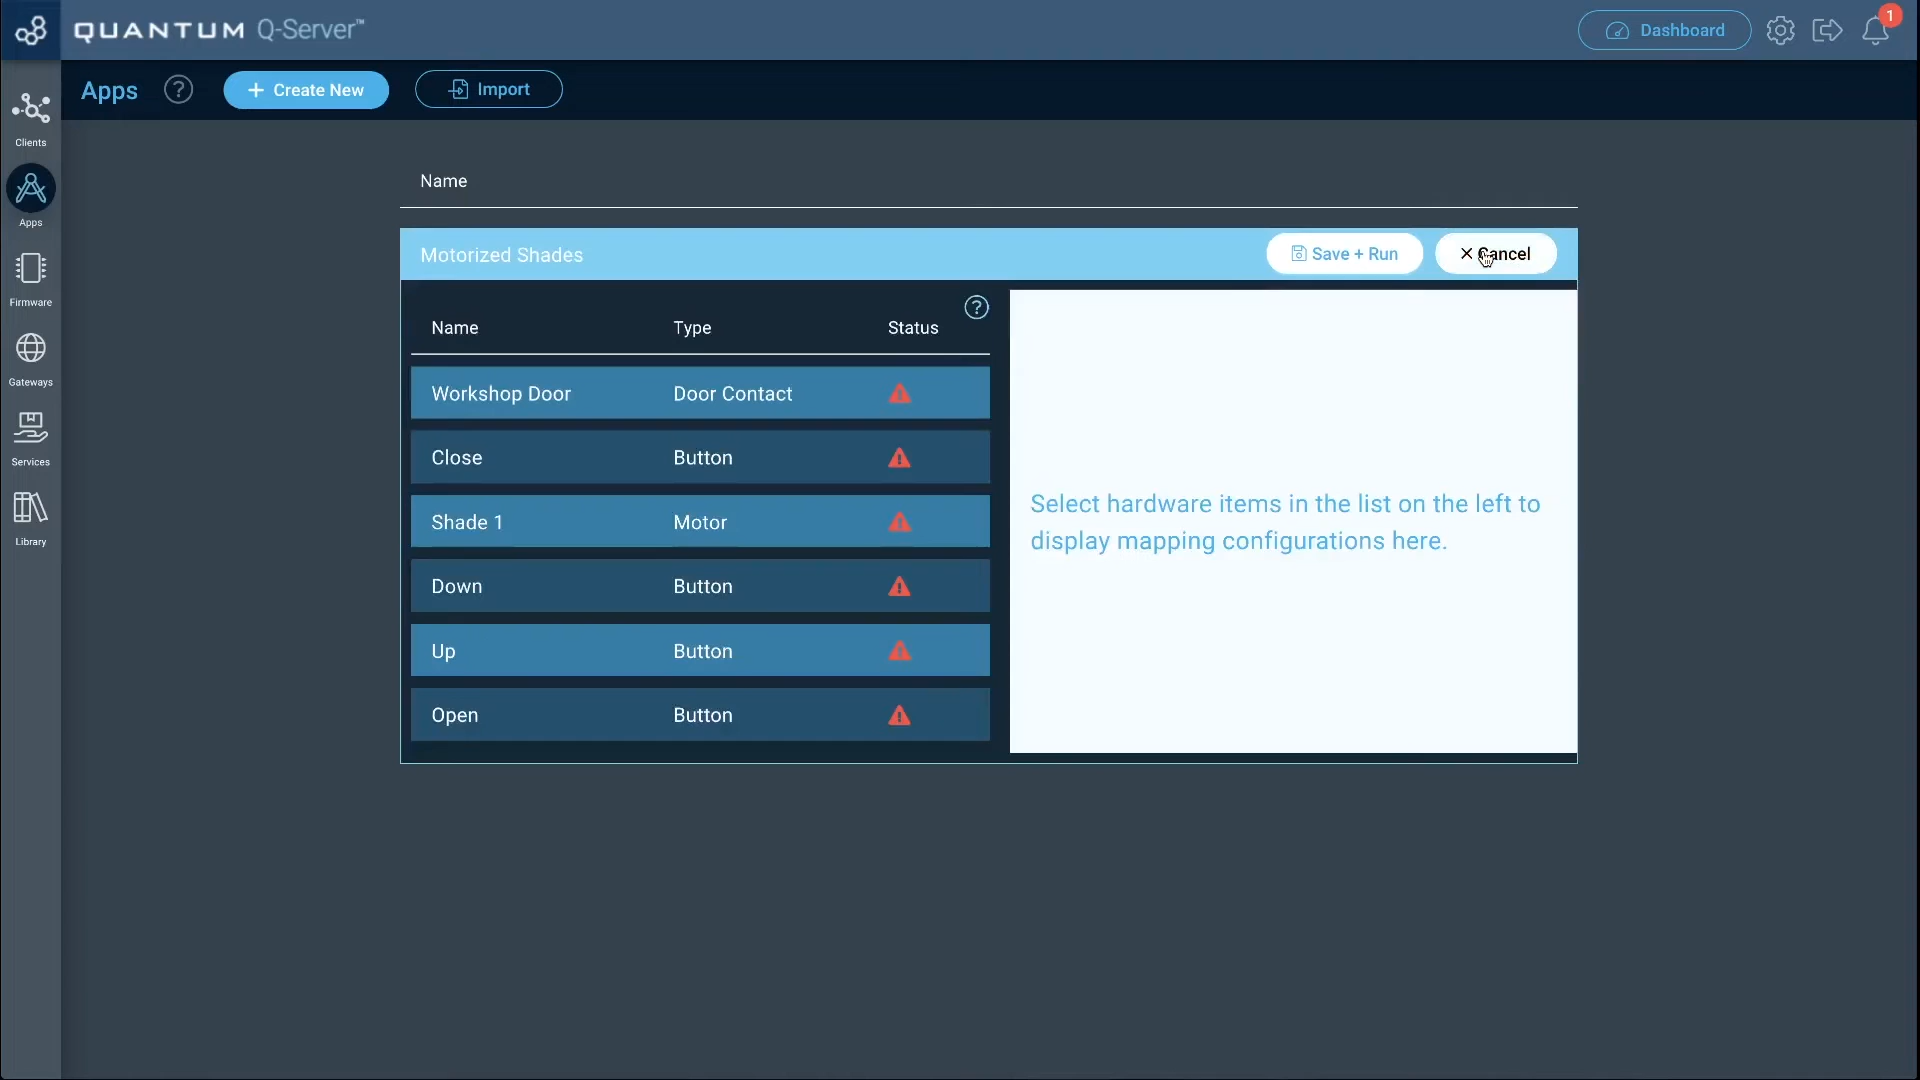 QUANTUM Q-Server™
Dashboard
1
Apps
?
+ Create New
Import
Clients
Apps
Firmware
Gateways
Services
Library
Name
Motorized Shades
Save + Run
× Cancel
Name Type Status
?
Workshop Door Door Contact
Close Button
Shade 1 Motor
Down Button
Up Button
Open Button
Select hardware items in the list on the left to
display mapping configurations here.